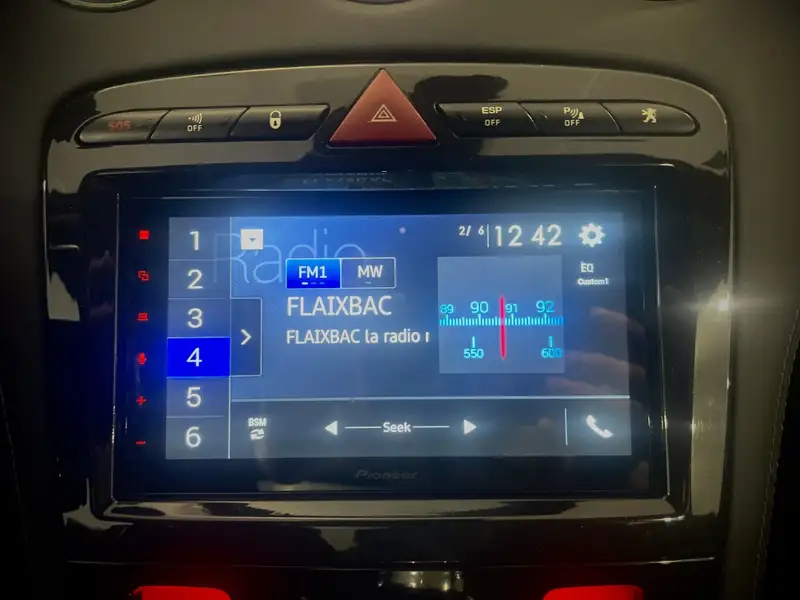 SOS
OFF
ESP
OFF
P
OFF
1
2
3
4
5
6
Radio
2/ 6
12 42
FM1
MW
EQ
Custom1
FLAIXBAC
FLAIXBAC la radio
89 90 91 92
550 600
BSM
Seek
Pioneer